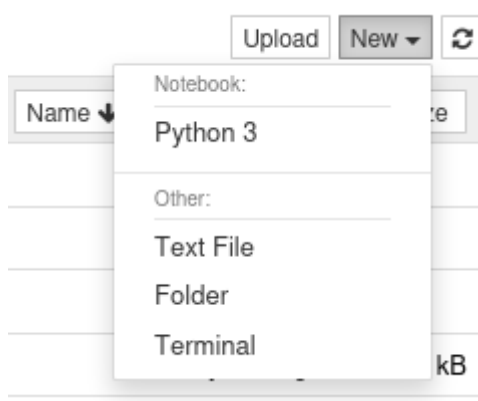 Upload New
Notebook:
Name
Python 3
Other:
Text File
Folder
Terminal
kB